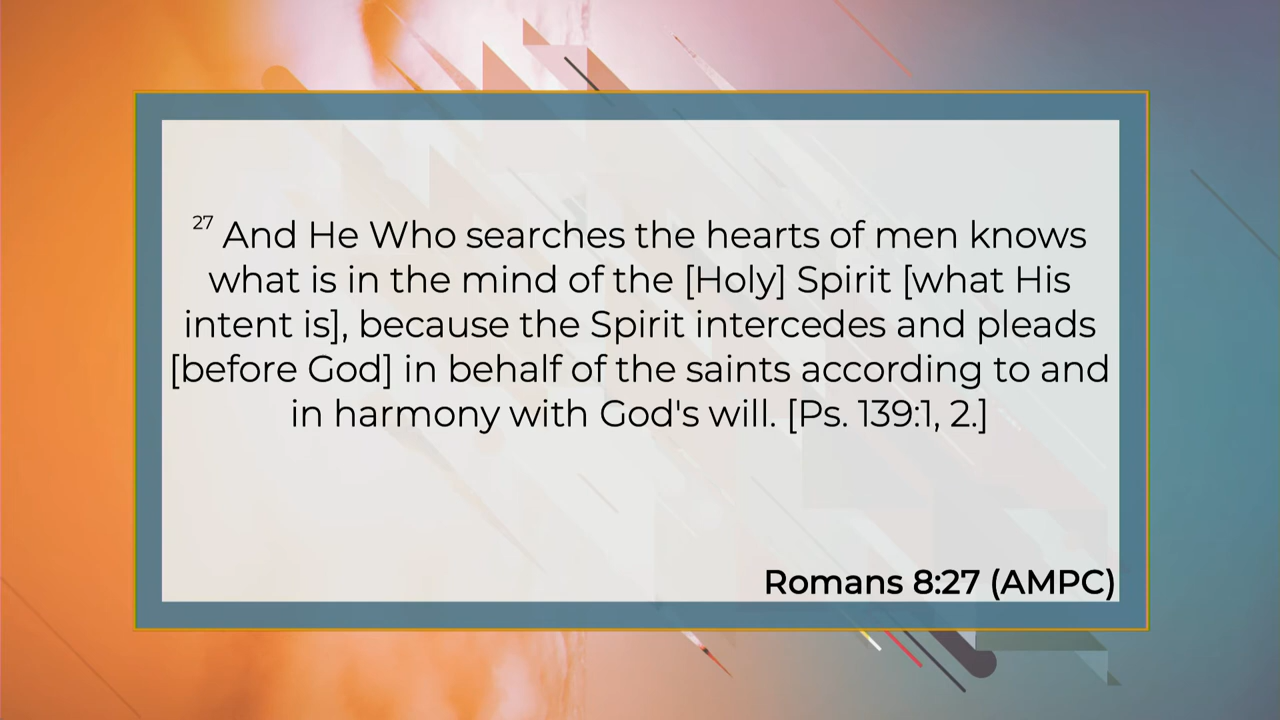 27 And He Who searches the hearts of men knows
what is in the mind of the [Holy] Spirit [what His
intent is], because the Spirit intercedes and pleads
[before God] in behalf of the saints according to and
in harmony with God's will. [Ps. 139:1, 2.]
Romans 8:27 (AMPC)